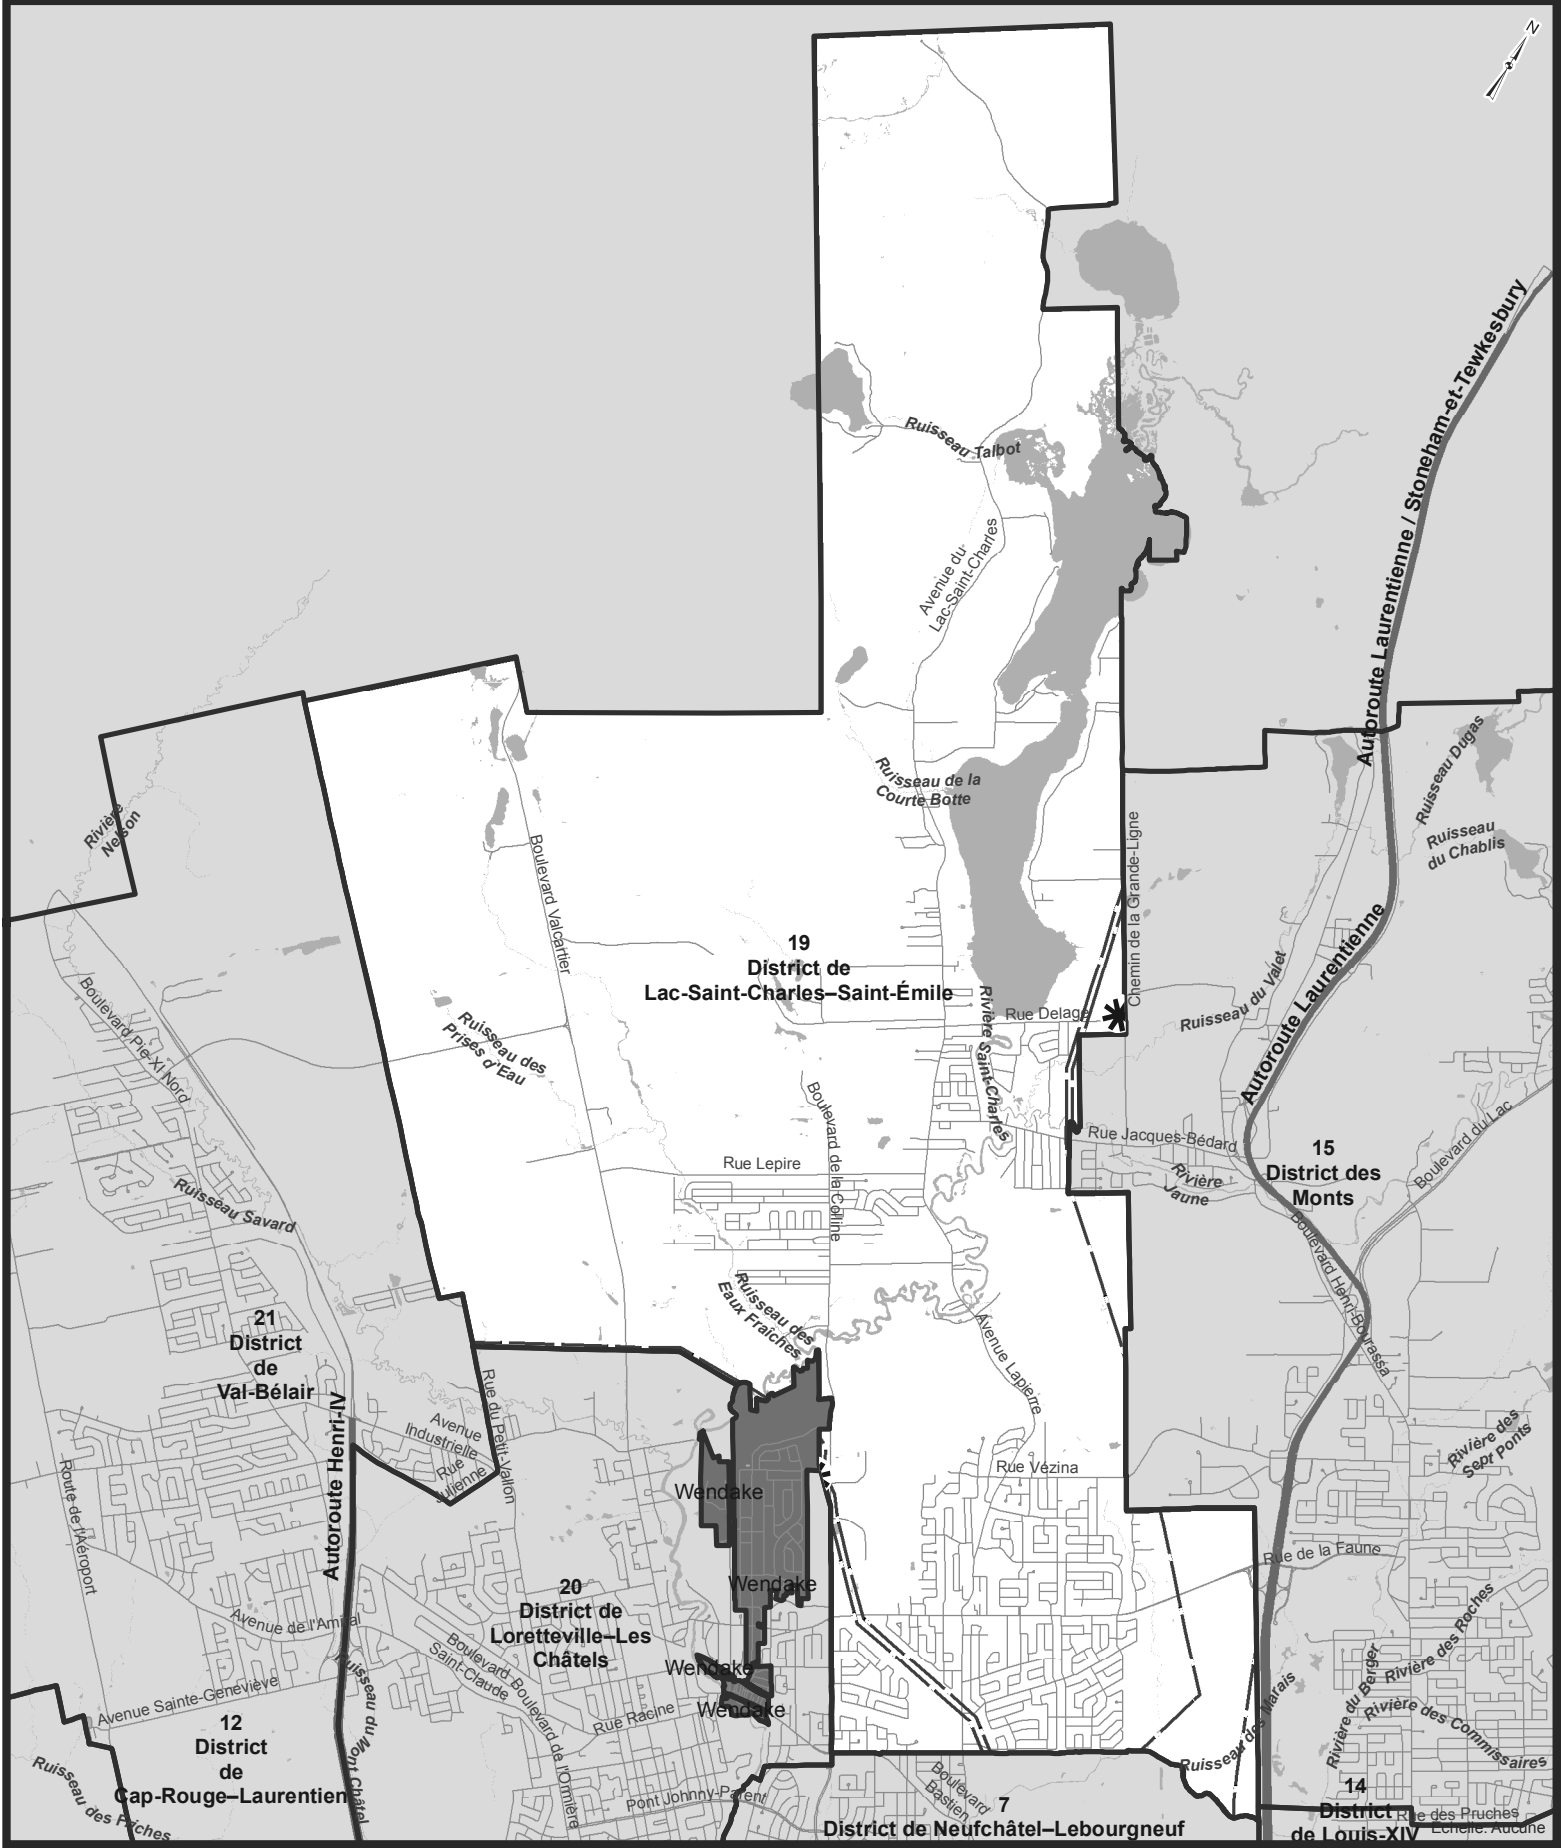 N
Autoroute Laurentienne / Stoneham-et-Tewkesbury
Ruisseau Talbot
Avenue du
Lac-Saint-Charles
Ruisseau Dugas
Ruisseau
du Chablis
Ruisseau de la
Courte Botte
Rivière
Nelson
Boulevard Valcartier
Chemin de la Grande-Ligne
19
District de
Lac-Saint-Charles–Saint-Émile
Autoroute Laurentienne
Ruisseau du Valet
Boulevard Pie-XI Nord
Ruisseau des
Prises d'Eau
Rivière Saint-Charles
Rue Delage
Boulevard de la Colline
Rue Jacques-Bédard
Boulevard du Lac
15
District des
Monts
Rivière
Jaune
Rue Lepire
Ruisseau Savard
Boulevard Henri-Bourassa
Ruisseau des
Eaux Fraîches
21
District
de
Val-Bélair
Avenue Lapierre
Rue du Petit-Vallon
Avenue
Industrielle
Rue
Julienne
Autoroute Henri-IV
Route de l'Aéroport
Rivière des
Sept Ponts
Rue Vézina
Wendake
Rue de la Faune
Wendake
20
District de
Loretteville–Les
Châtels
Avenue de l'Amiral
Boulevard
Saint-Claude
Boulevard de l'Ormière
Rivière des Roches
Rivière du Berger
Rivière des Commissaires
Wendake
Wendake
Ruisseau des Marais
Avenue Sainte-Geneviève
Rue Racine
Ruisseau du Mont Châtel
12
District
de
Cap-Rouge–Laurentien
Ruisseau des Friches
Pont Johnny-Parent
Boulevard
Bastien
7
District de Neufchâtel–Lebourgneuf
14
District
de Louis-XIV
Rue des Pruches
Échelle: Aucune